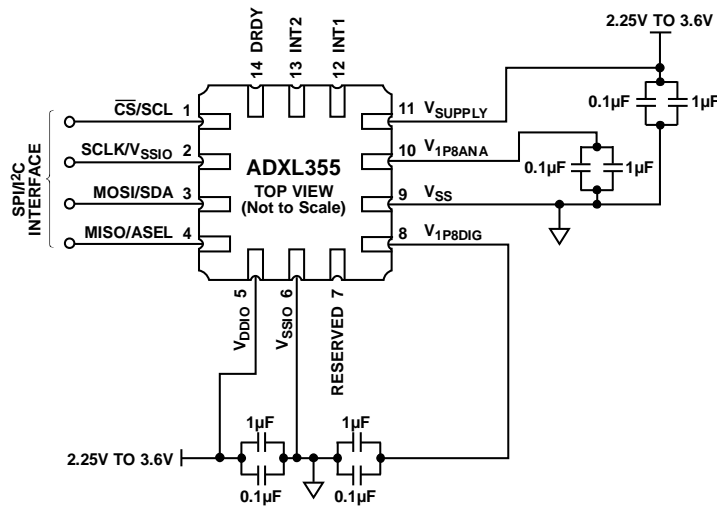 2.25V TO 3.6V
14 DRDY
13 INT2
12 INT1
SPI/I2C
INTERFACE
CS/SCL 1
SCLK/VSSIO 2
MOSI/SDA 3
MISO/ASEL 4
ADXL355
TOP VIEW
(Not to Scale)
11 VSUPPLY
10 V1P8ANA
9 VSS
8 V1P8DIG
0.1µF
1µF
0.1µF
1µF
VDDIO 5
VSSIO 6
RESERVED 7
2.25V TO 3.6V
1µF
0.1µF
1µF
0.1µF